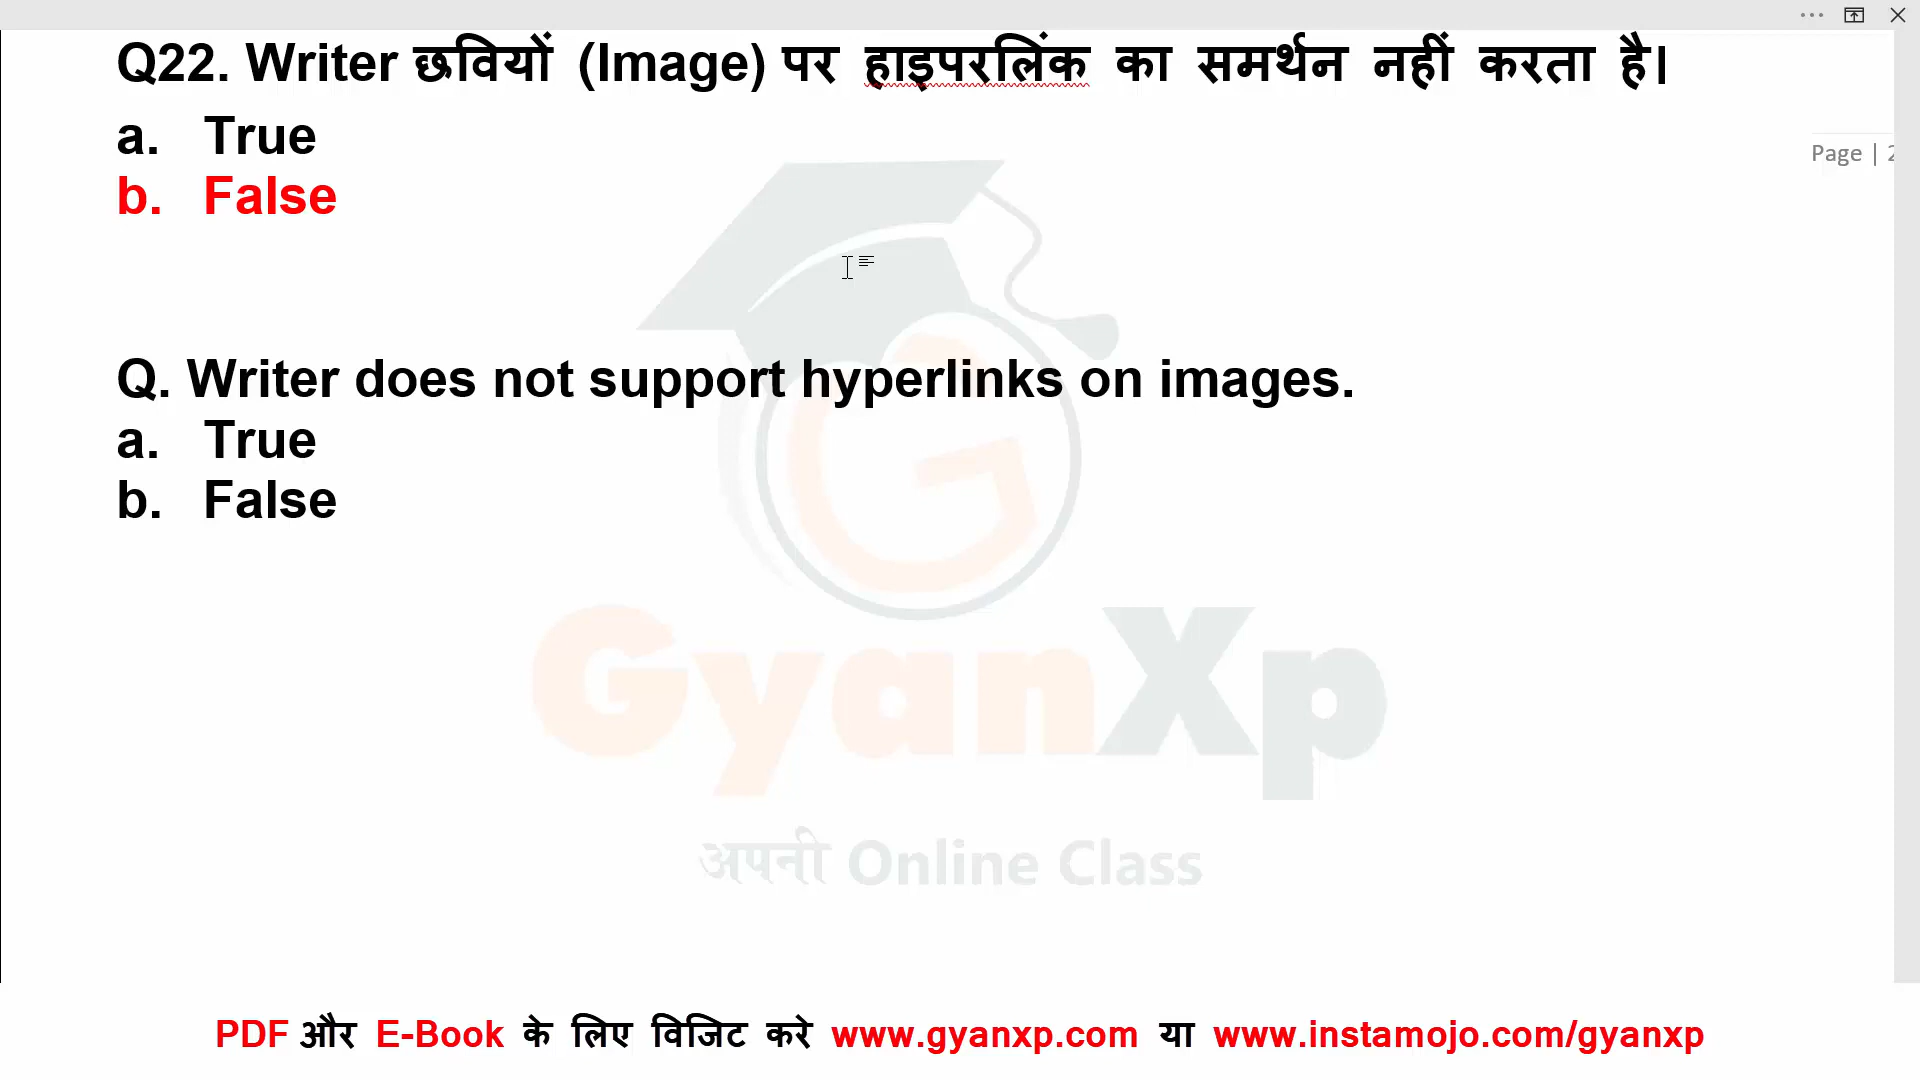 Q22. Writer छवियों (Image) पर हाइपरलिंक का समर्थन नहीं करता है।
a. True
Page | 2
b. False
Q. Writer does not support hyperlinks on images.
a. True
b. False
GyanXp
अपनी Online Class
PDF और E-Book के लिए विजिट करे www.gyanxp.com या www.instamojo.com/gyanxp